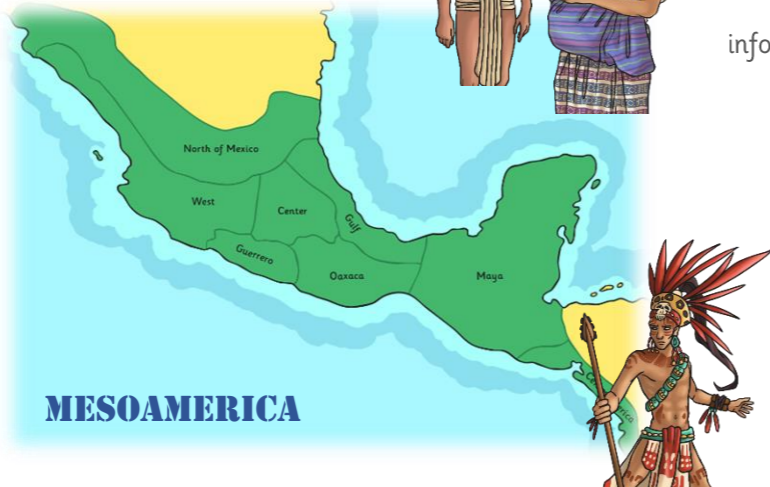 info
North of Mexico
West
Center
Gulf
Guerrero
Oaxaca
Maya
MESOAMERICA